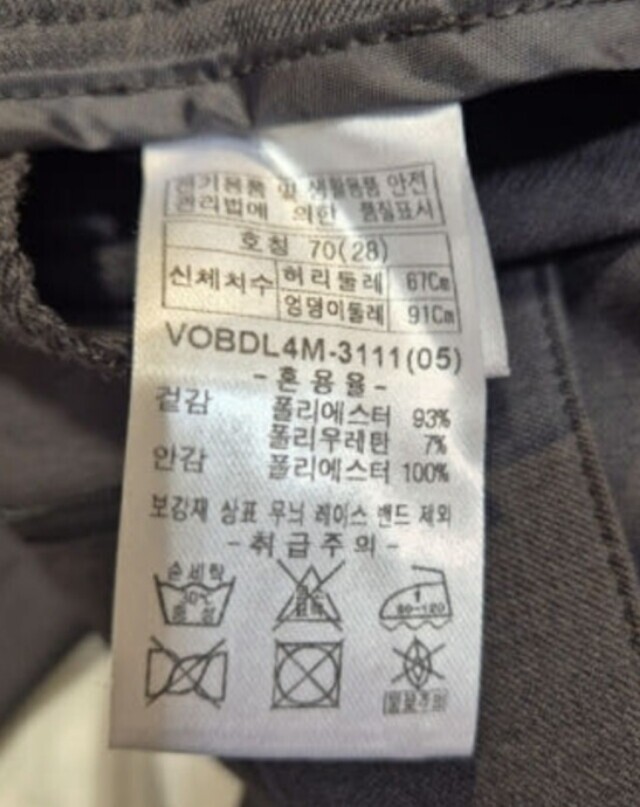 전기용품 및 생활용품 안전
관리법에 의한 품질표시
호칭 70(28)
신체치수 허리둘레 67Cm
엉덩이둘레 91Cm
VOBDL4M-3111(05)
-혼용율-
겉감 폴리에스터 93%
폴리우레탄 7%
안감 폴리에스터 100%
보강재 상표 무늬 레이스 밴드 제외
-취급주의-
손세탁
30℃
중성
80~120